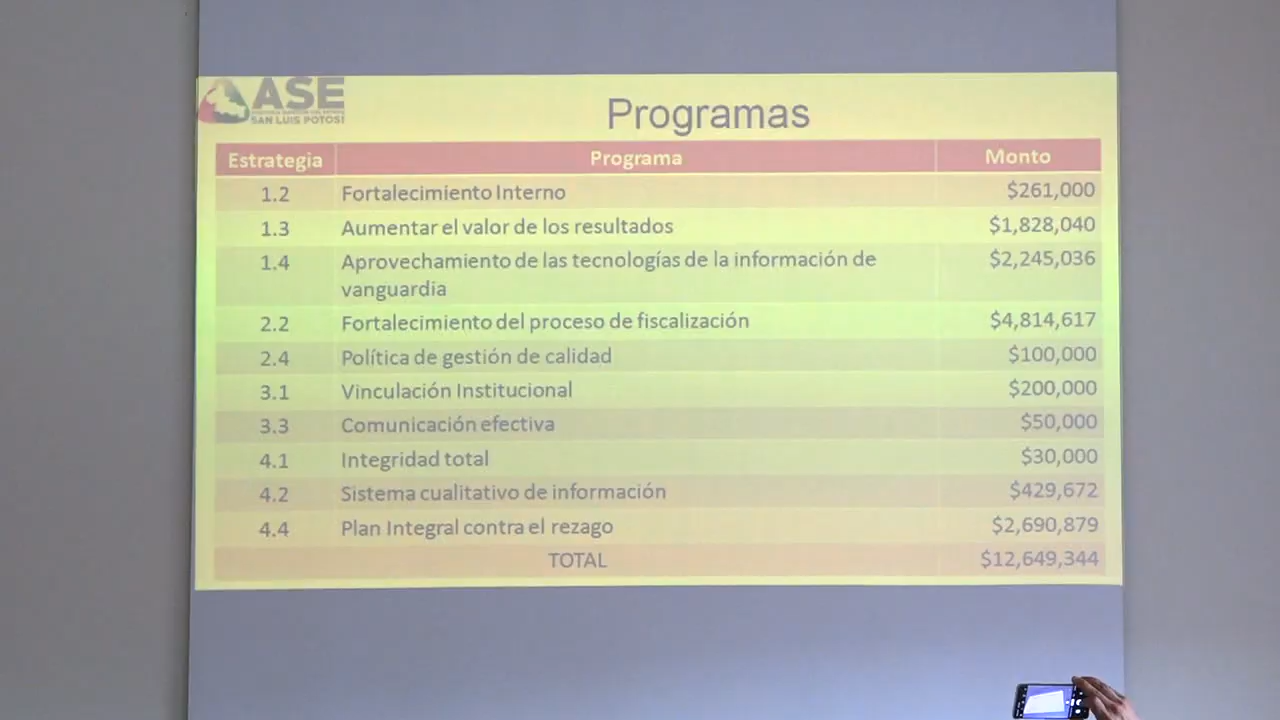 ASE
SAN LUIS POTOSÍ
Programas
Estrategia Programa Monto
1.2 Fortalecimiento Interno $261,000
1.3 Aumentar el valor de los resultados $1,828,040
1.4 Aprovechamiento de las tecnologías de la información de $2,245,036
vanguardia
2.2 Fortalecimiento del proceso de fiscalización $4,814,617
2.4 Política de gestión de calidad $100,000
3.1 Vinculación Institucional $200,000
3.3 Comunicación efectiva $50,000
4.1 Integridad total $30,000
4.2 Sistema cualitativo de información $429,672
4.4 Plan Integral contra el rezago $2,690,879
TOTAL $12,649,344